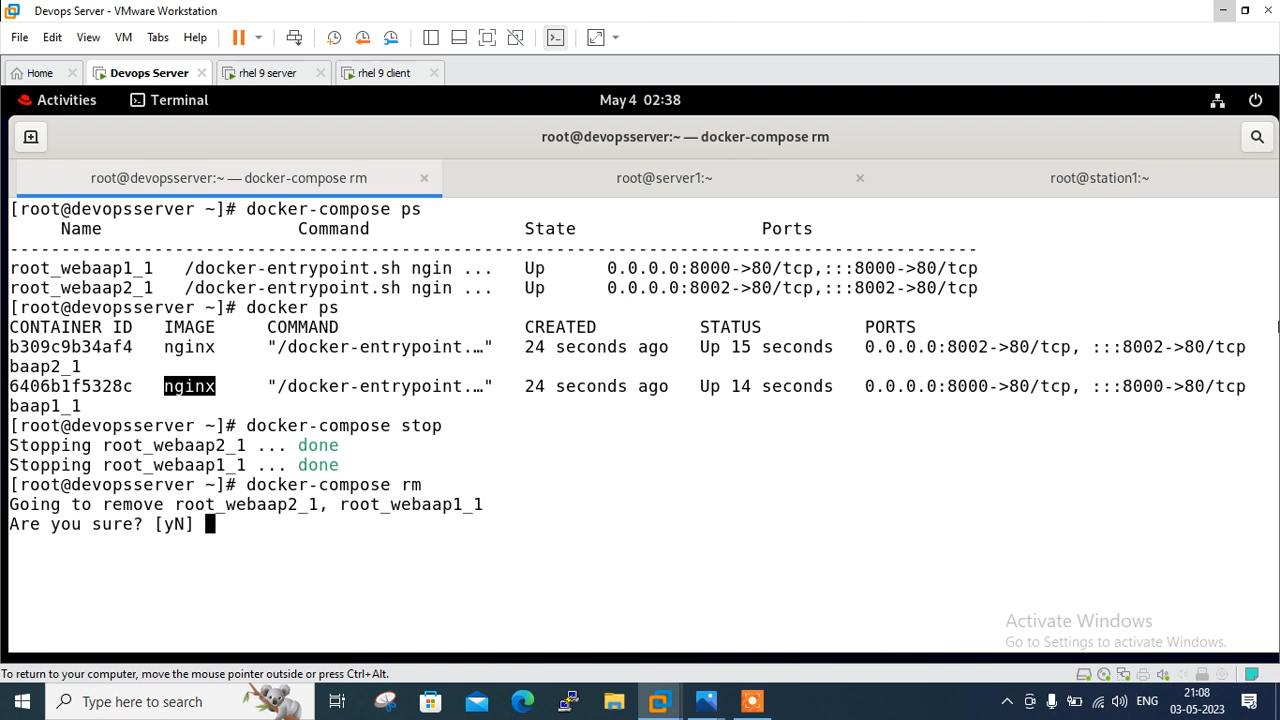 Devops Server - VMware Workstation
File Edit View VM Tabs Help
Home Devops Server rhel 9 server rhel 9 client
Activities Terminal May 4 02:38
root@devopsserver:~ — docker-compose rm
root@devopsserver:~ — docker-compose rm root@server1:~ root@station1:~
[root@devopsserver ~]# docker-compose ps
Name Command State Ports
-----------------------------------------------------------------------------------------------
root_webaap1_1 /docker-entrypoint.sh ngin ... Up 0.0.0.0:8000->80/tcp,:::8000->80/tcp
root_webaap2_1 /docker-entrypoint.sh ngin ... Up 0.0.0.0:8002->80/tcp,:::8002->80/tcp
[root@devopsserver ~]# docker ps
CONTAINER ID IMAGE COMMAND CREATED STATUS PORTS
b309c9b34af4 nginx "/docker-entrypoint.…" 24 seconds ago Up 15 seconds 0.0.0.0:8002->80/tcp, :::8002->80/tcp
baap2_1
6406b1f5328c nginx "/docker-entrypoint.…" 24 seconds ago Up 14 seconds 0.0.0.0:8000->80/tcp, :::8000->80/tcp
baap1_1
[root@devopsserver ~]# docker-compose stop
Stopping root_webaap2_1 ... done
Stopping root_webaap1_1 ... done
[root@devopsserver ~]# docker-compose rm
Going to remove root_webaap2_1, root_webaap1_1
Are you sure? [yN]
Activate Windows
Go to Settings to activate Windows.
To return to your computer, move the mouse pointer outside or press Ctrl+Alt.
Type here to search
ENG
21:08
03-05-2023